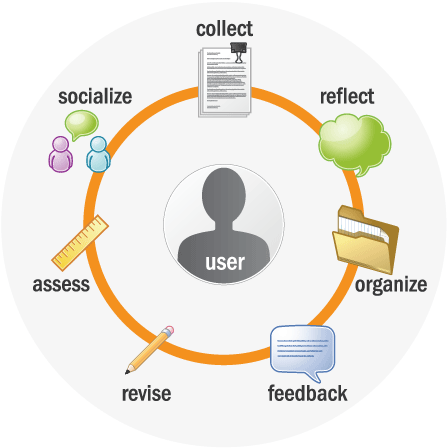 collect
socialize
reflect
user
assess
organize
revise
feedback